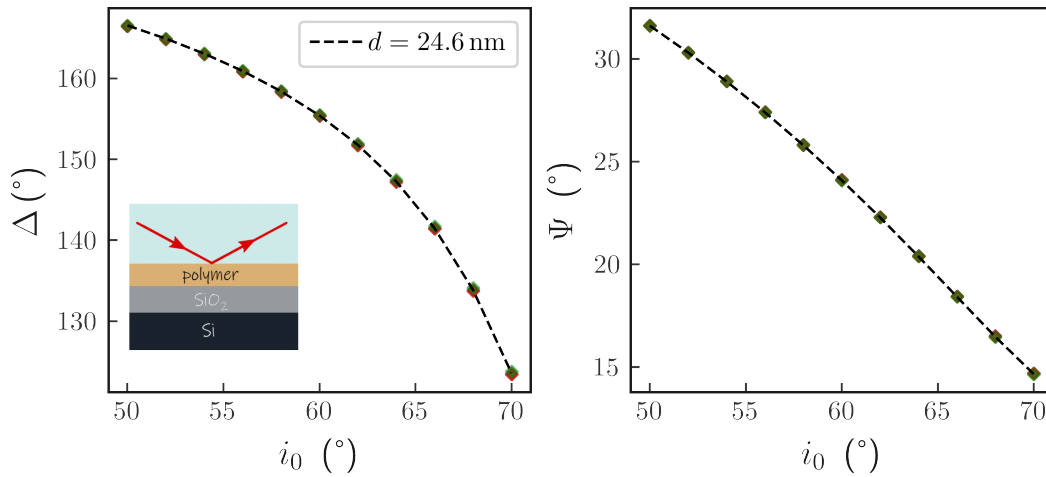 d = 24.6 nm
160
150
140
130
Δ (°)
polymer
SiO₂
Si
50
55
60
65
70
i₀ (°)
30
25
20
15
Ψ (°)
50
55
60
65
70
i₀ (°)